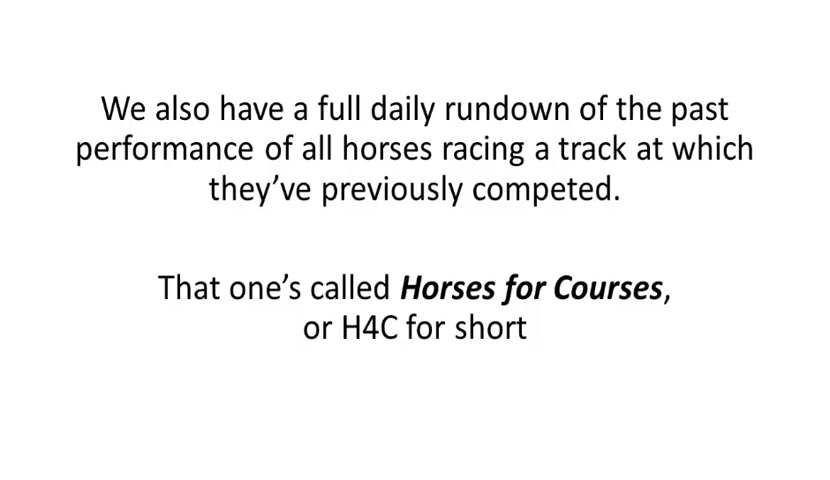 We also have a full daily rundown of the past
performance of all horses racing a track at which
they’ve previously competed.
That one’s called Horses for Courses,
or H4C for short